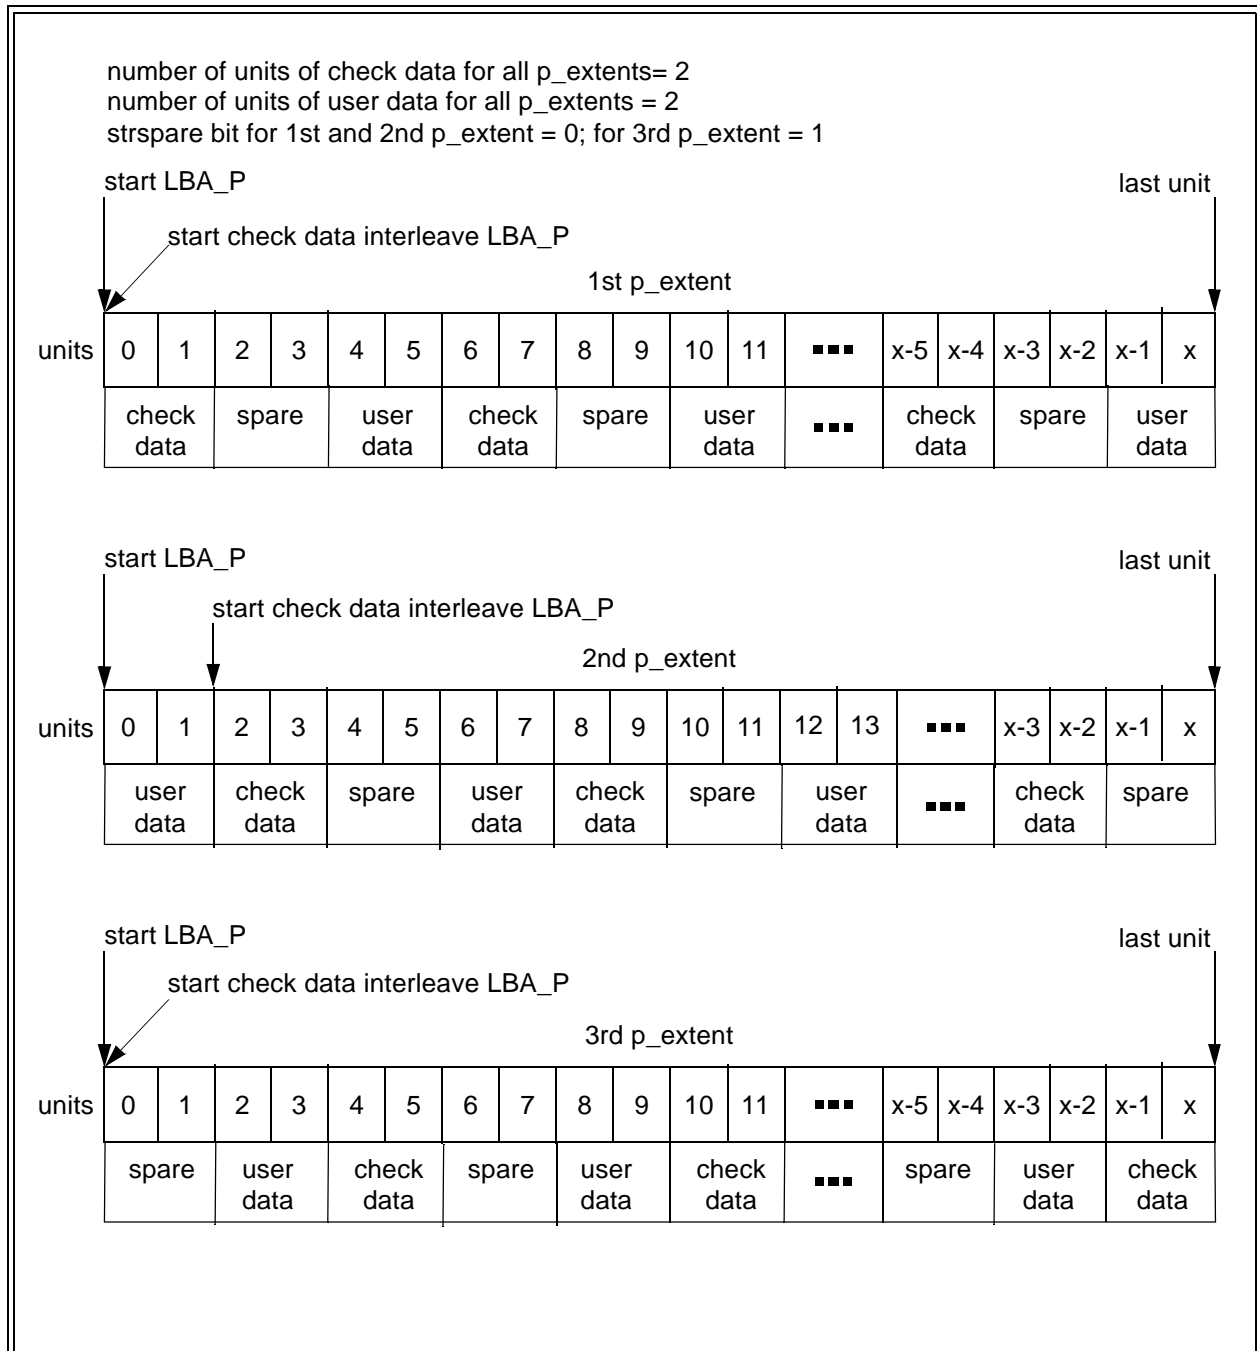 number of units of check data for all p_extents= 2
number of units of user data for all p_extents = 2
strspare bit for 1st and 2nd p_extent = 0; for 3rd p_extent = 1
start LBA_P last unit
start check data interleave LBA_P
1st p_extent
units 0 1 2 3 4 5 6 7 8 9 10 11 ... x-5 x-4 x-3 x-2 x-1 x
check spare user check spare user ... check spare user
data data data data data data
start LBA_P last unit
start check data interleave LBA_P
2nd p_extent
units 0 1 2 3 4 5 6 7 8 9 10 11 12 13 ... x-3 x-2 x-1 x
user check spare user check spare user ... check spare
data data data data data data
start LBA_P last unit
start check data interleave LBA_P
3rd p_extent
units 0 1 2 3 4 5 6 7 8 9 10 11 ... x-5 x-4 x-3 x-2 x-1 x
spare user check spare user check ... spare user check
data data data data data data